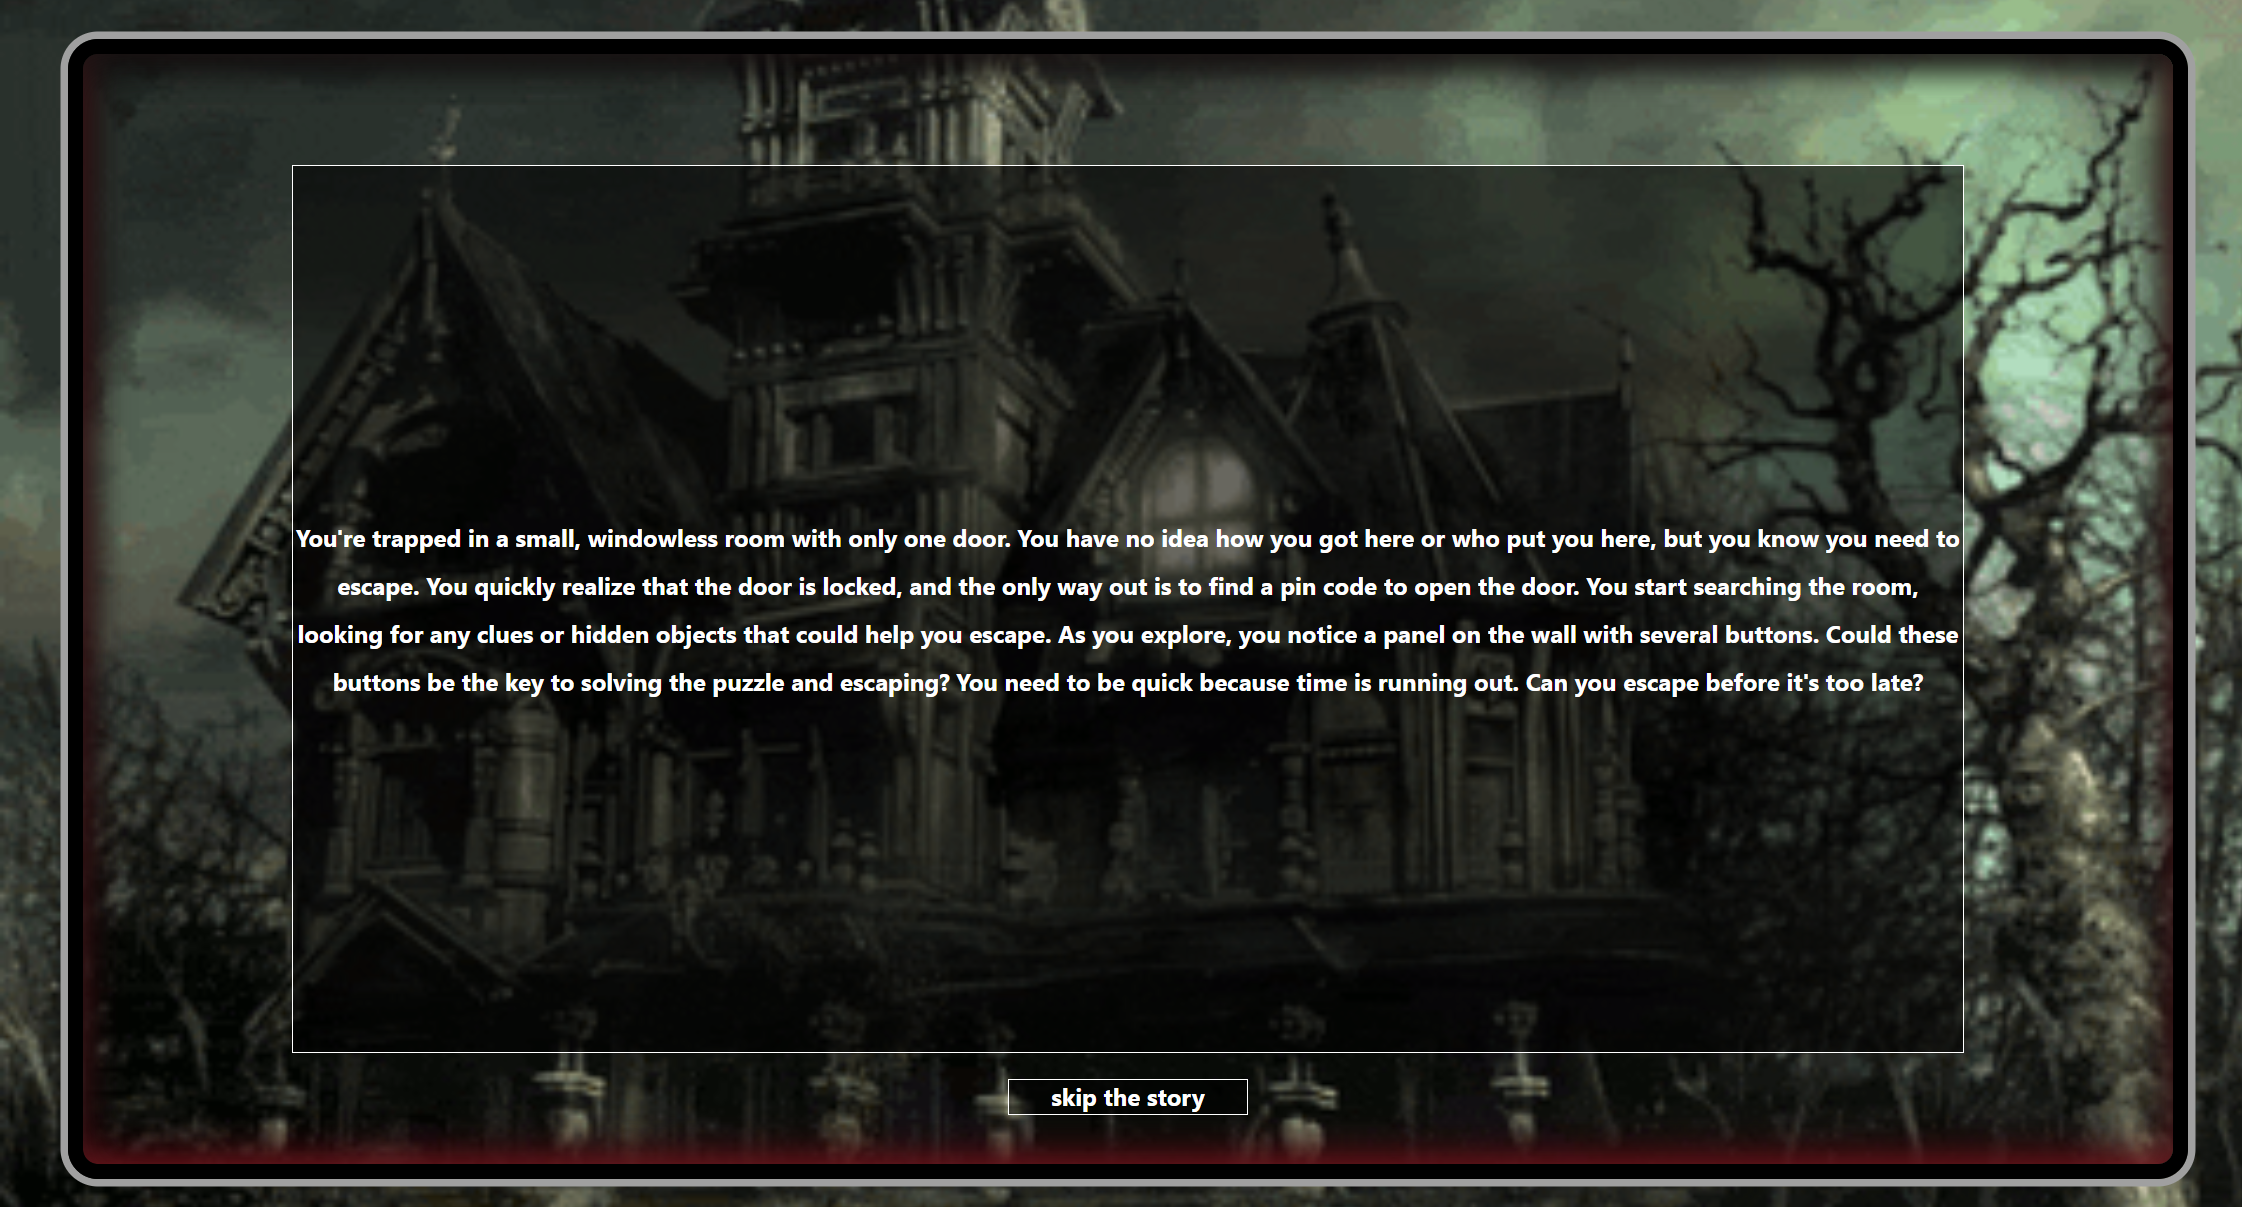 You're trapped in a small, windowless room with only one door. You have no idea how you got here or who put you here, but you know you need to
escape. You quickly realize that the door is locked, and the only way out is to find a pin code to open the door. You start searching the room,
looking for any clues or hidden objects that could help you escape. As you explore, you notice a panel on the wall with several buttons. Could these
buttons be the key to solving the puzzle and escaping? You need to be quick because time is running out. Can you escape before it's too late?
skip the story